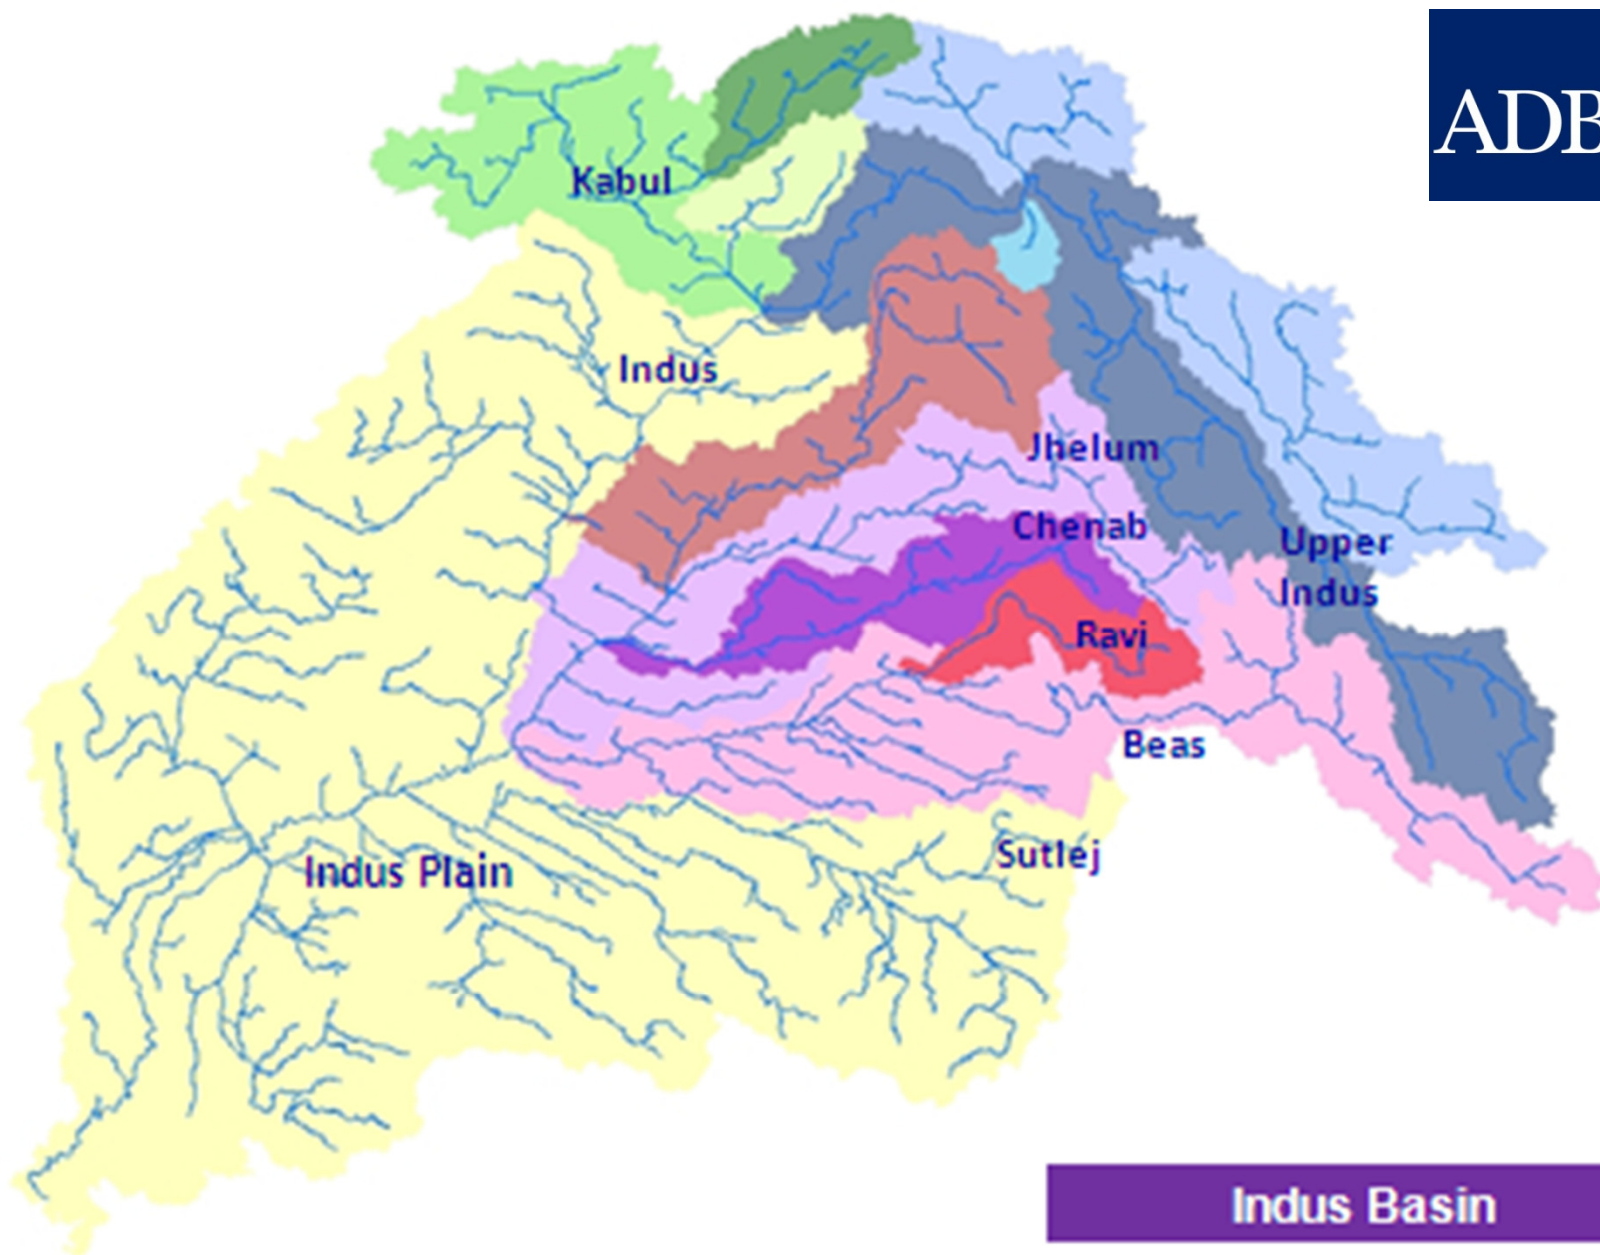 ADB
Kabul
Indus
Jhelum
Chenab
Upper
Indus
Ravi
Beas
Sutlej
Indus Plain
Indus Basin